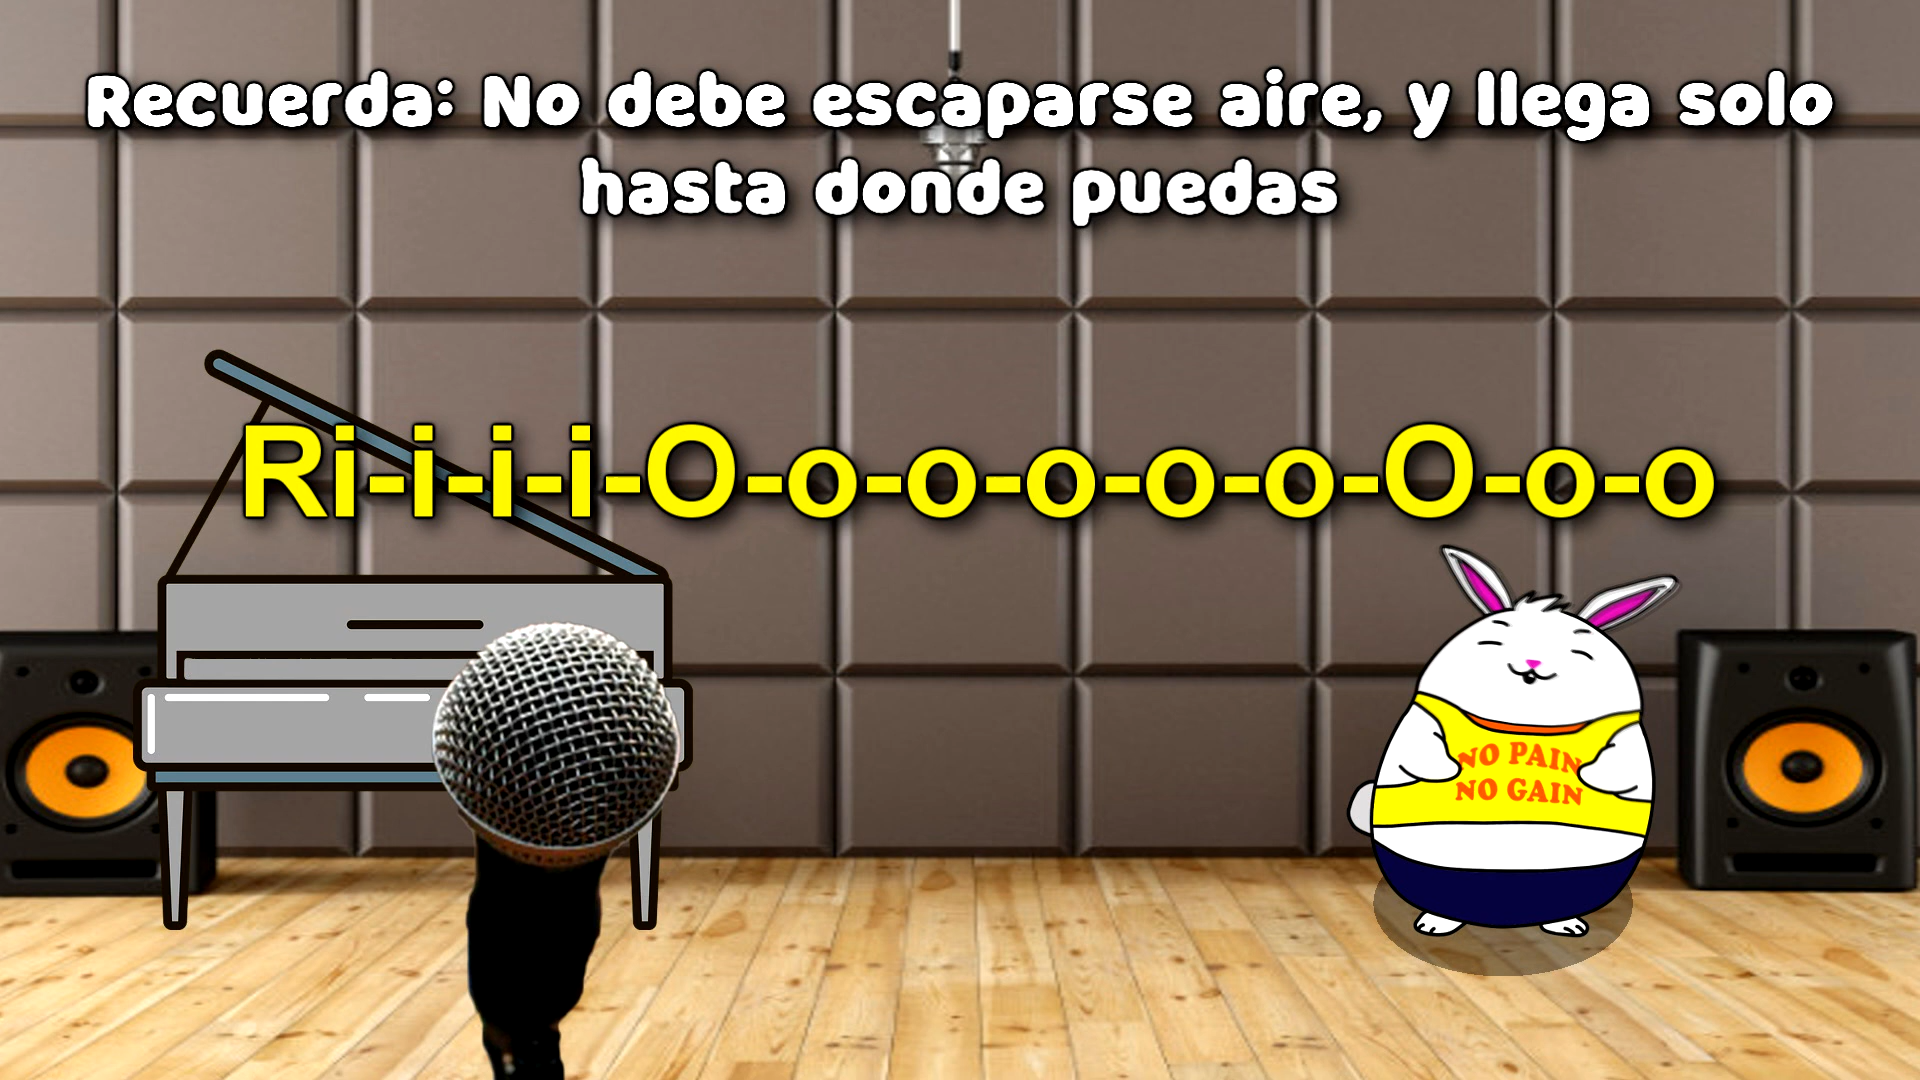 Recuerda: No debe escaparse aire, y llega solo
hasta donde puedas
Ri-i-i-i-O-o-o-o-o-o-O-o-o
NO PAIN
NO GAIN